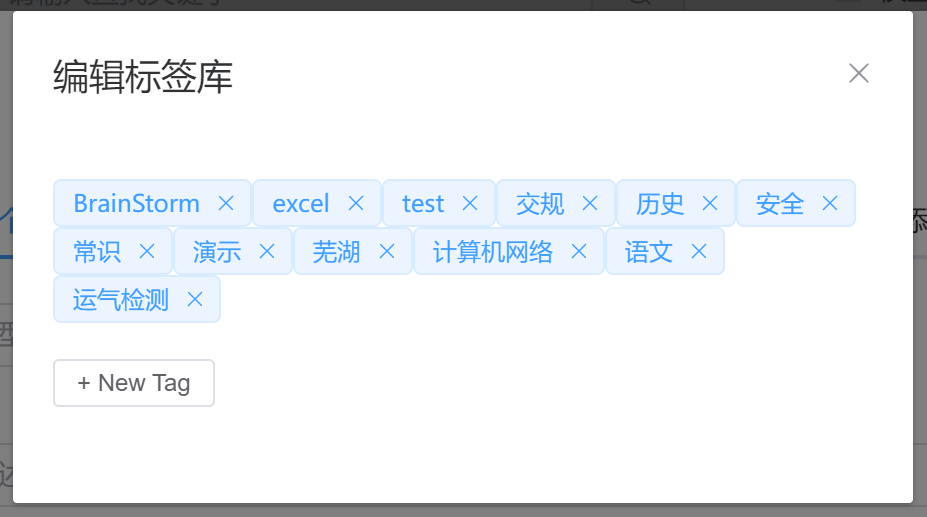 编辑标签库
BrainStorm excel test 交规 历史 安全
常识 演示 芜湖 计算机网络 语文
运气检测
+ New Tag